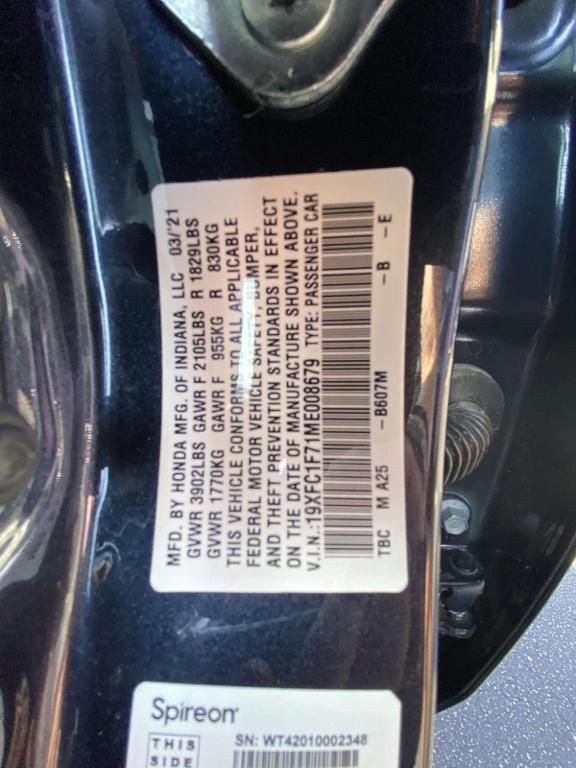 MFD. BY HONDA MFG. OF INDIANA, LLC 03/'21
GVWR 3902LBS GAWR F 2105LBS R 1829LBS
GVWR 1770KG GAWR F 955KG R 830KG
THIS VEHICLE CONFORMS TO ALL APPLICABLE
FEDERAL MOTOR VEHICLE SAFETY, BUMPER,
AND THEFT PREVENTION STANDARDS IN EFFECT
ON THE DATE OF MANUFACTURE SHOWN ABOVE.
V.I.N.:19XFC1F71ME008679 TYPE: PASSENGER CAR
TBC M A25 -B607M -B -E
Spireon
SN: WT42010002348
THIS
SIDE